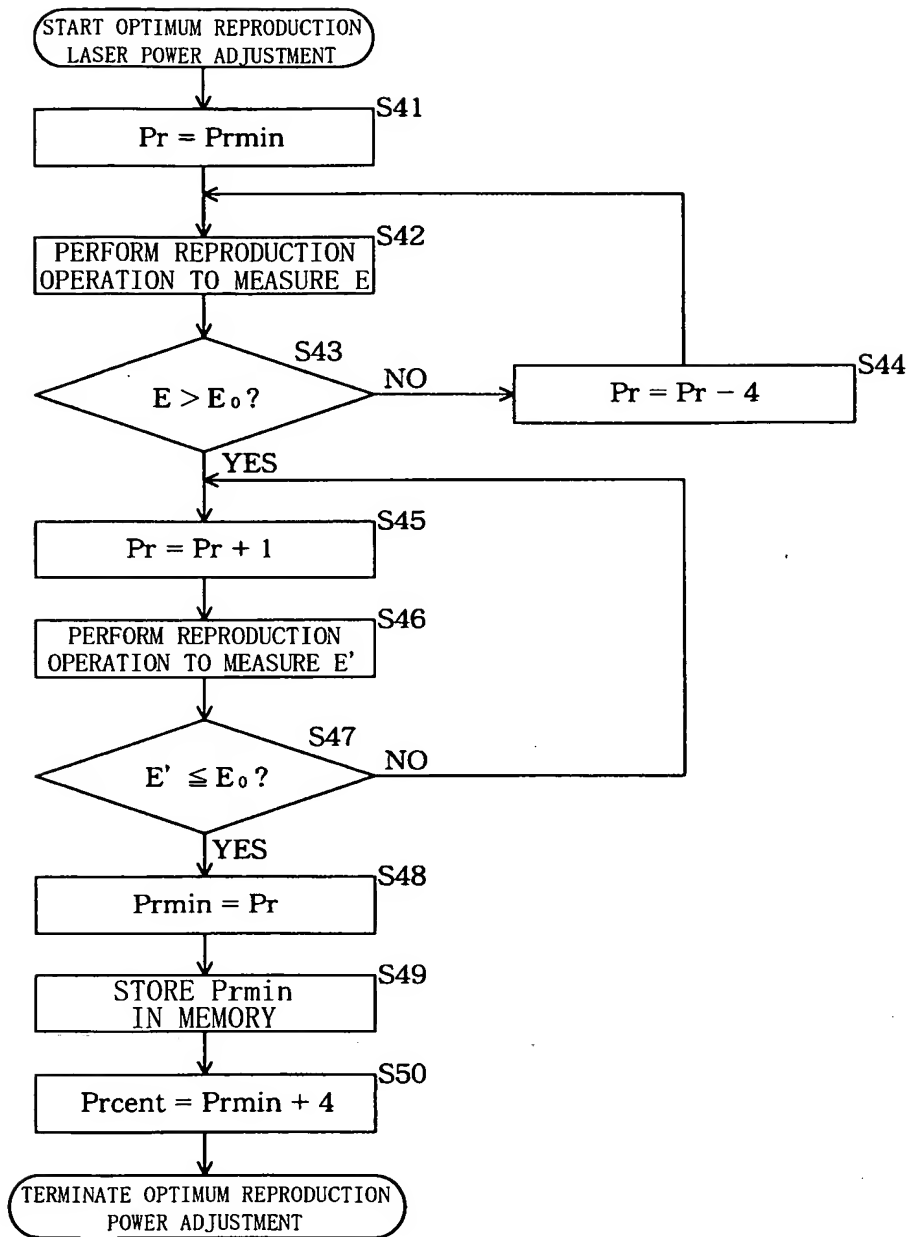 START OPTIMUM REPRODUCTION
LASER POWER ADJUSTMENT
S41
Pr = Prmin
S42
PERFORM REPRODUCTION
OPERATION TO MEASURE E
S43
E > E₀?
NO
S44
Pr = Pr − 4
YES
S45
Pr = Pr + 1
S46
PERFORM REPRODUCTION
OPERATION TO MEASURE E'
S47
E' ≦ E₀?
NO
YES
S48
Prmin = Pr
S49
STORE Prmin
IN MEMORY
S50
Prcent = Prmin + 4
TERMINATE OPTIMUM REPRODUCTION
POWER ADJUSTMENT